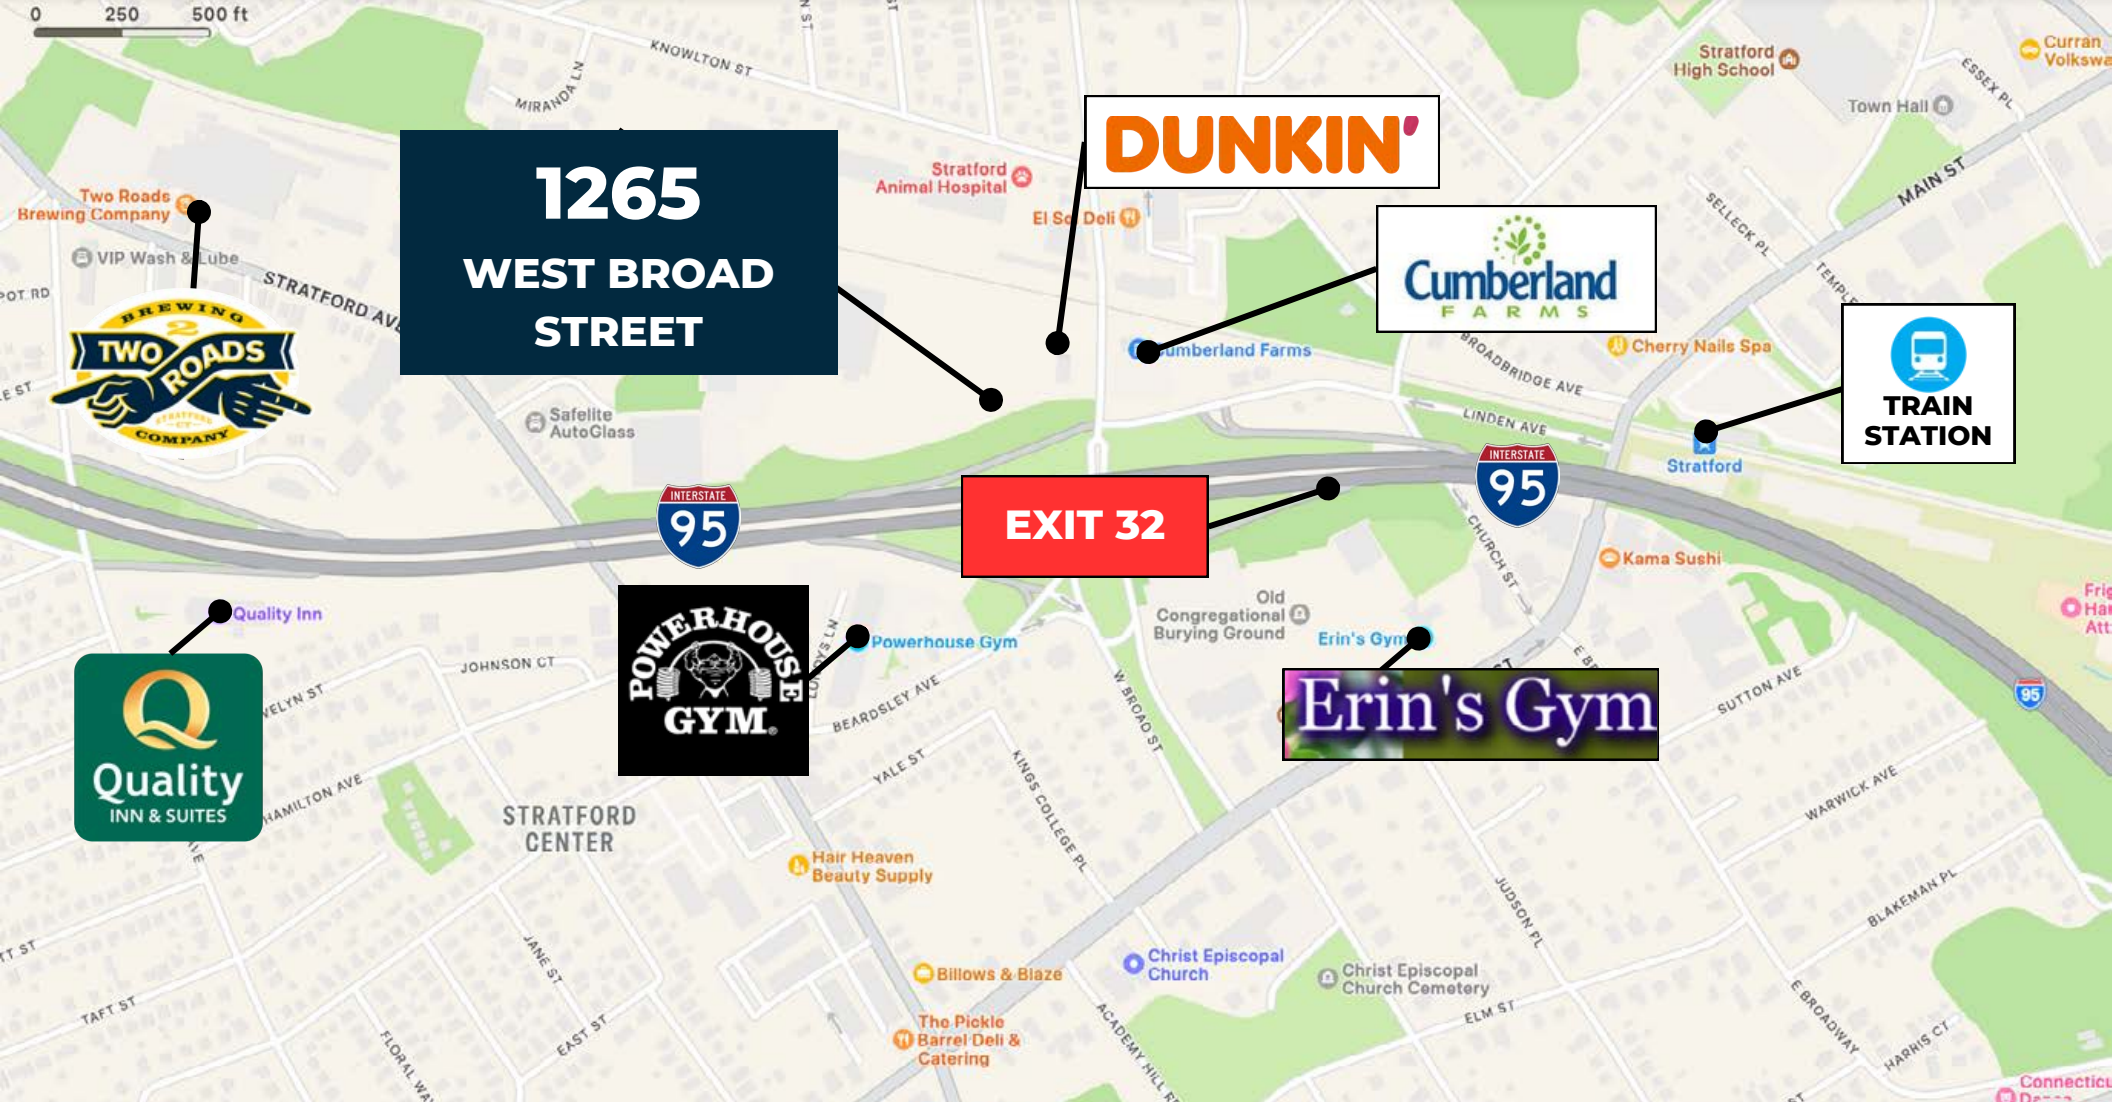 0 250 500 ft
KNOWLTON ST
MIRANDA LN
Stratford
High School
Curran
ESSEX PL
Town Hall
MAIN ST
1265
WEST BROAD
STREET
DUNKIN'
Stratford
Animal Hospital
El Sol Deli
Two Roads
Brewing Company
VIP Wash & Lube
STRATFORD AVE
BREWING
2
TWO ROADS
STRATFORD
CT
COMPANY
Cumberland
FARMS
Cumberland Farms
SELLECK PL
BROADBRIDGE AVE
Cherry Nails Spa
TRAIN
STATION
Stratford
LINDEN AVE
Safelite
AutoGlass
INTERSTATE
95
INTERSTATE
95
EXIT 32
CHURCH ST
Kama Sushi
Quality Inn
Q
Quality
INN & SUITES
JOHNSON CT
POWERHOUSE
GYM®
Powerhouse Gym
BEARDSLEY AVE
Old
Congregational
Burying Ground
Erin's Gym
Erin's Gym
W BROAD ST
SUTTON AVE
95
YALE ST
KINGS COLLEGE PL
HAMILTON AVE
STRATFORD
CENTER
WARWICK AVE
Hair Heaven
Beauty Supply
JUDSON PL
BLAKEMAN PL
JANE ST
Billows & Blaze
Christ Episcopal
Church
Christ Episcopal
Church Cemetery
TAFT ST
EAST ST
The Pickle
Barrel Deli &
Catering
ACADEMY HILL
ELM ST
E BROADWAY
HARRIS CT
FLORAL